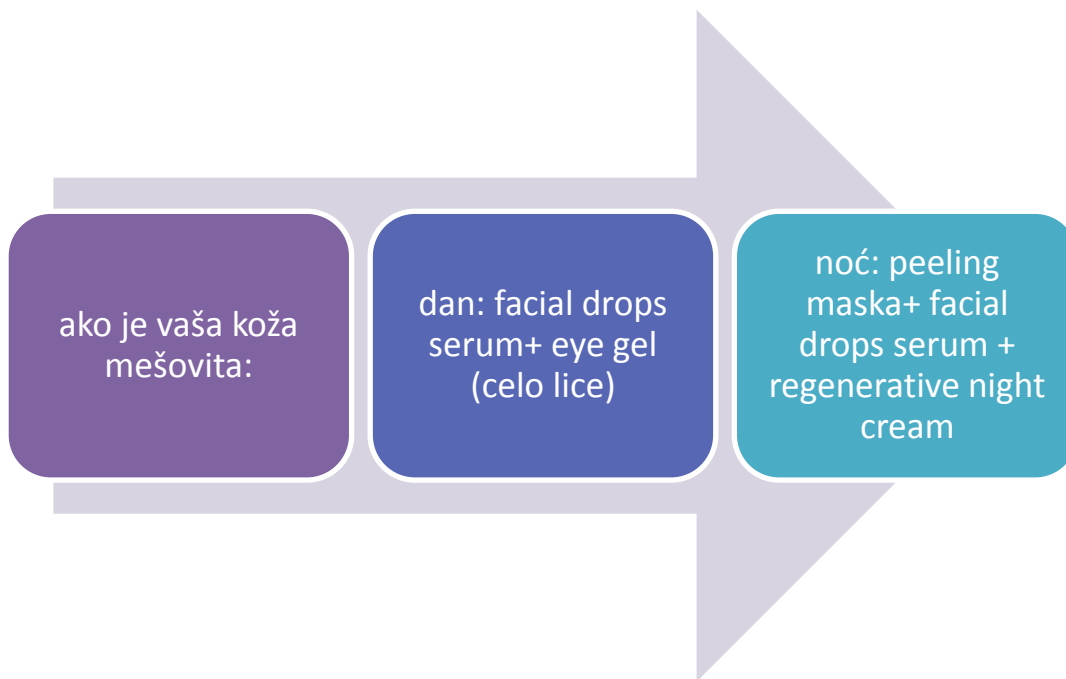 ako je vaša koža
mešovita:
dan: facial drops
serum+ eye gel
(celo lice)
noć: peeling
maska+ facial
drops serum +
regenerative night
cream